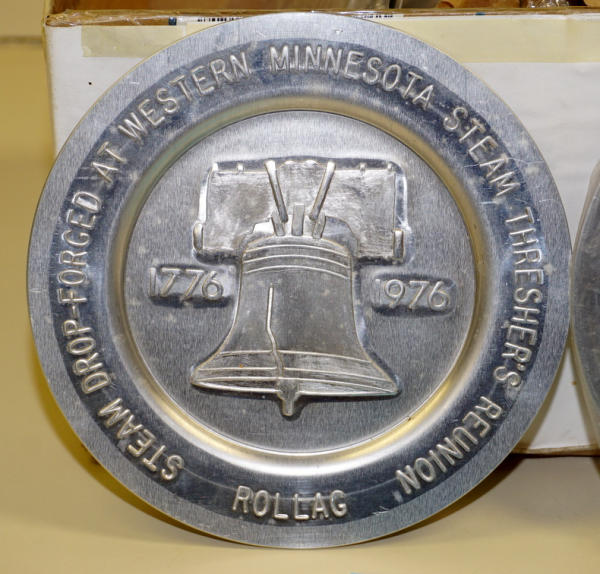 STEAM DROP-FORGED AT WESTERN MINNESOTA STEAM THRESHER'S REUNION
1776 1976
ROLLAG